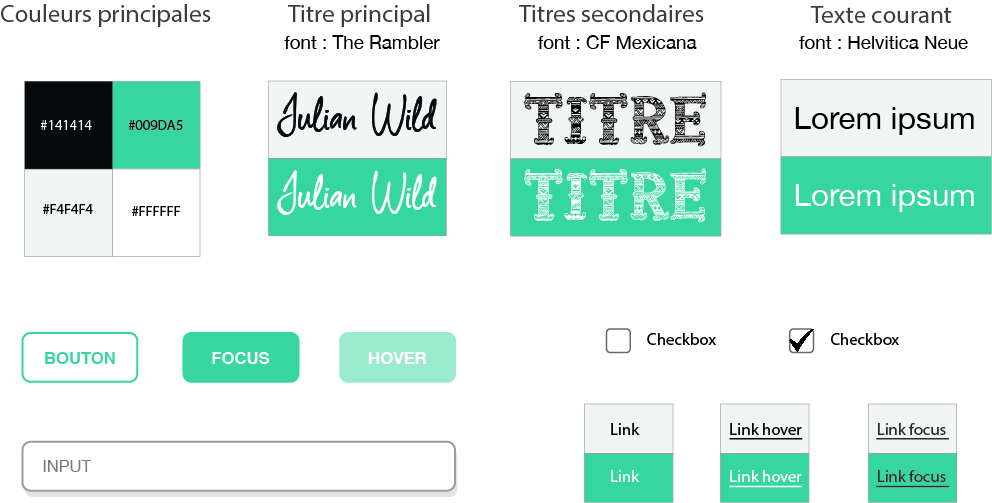 Couleurs principales
#141414
#009DA5
#F4F4F4
#FFFFFF
Titre principal
font : The Rambler
Julian Wild
Julian Wild
Titres secondaires
font : CF Mexicana
TITRE
TITRE
Texte courant
font : Helvitica Neue
Lorem ipsum
Lorem ipsum
BOUTON
FOCUS
HOVER
Checkbox
Checkbox
INPUT
Link
Link hover
Link focus
Link
Link hover
Link focus